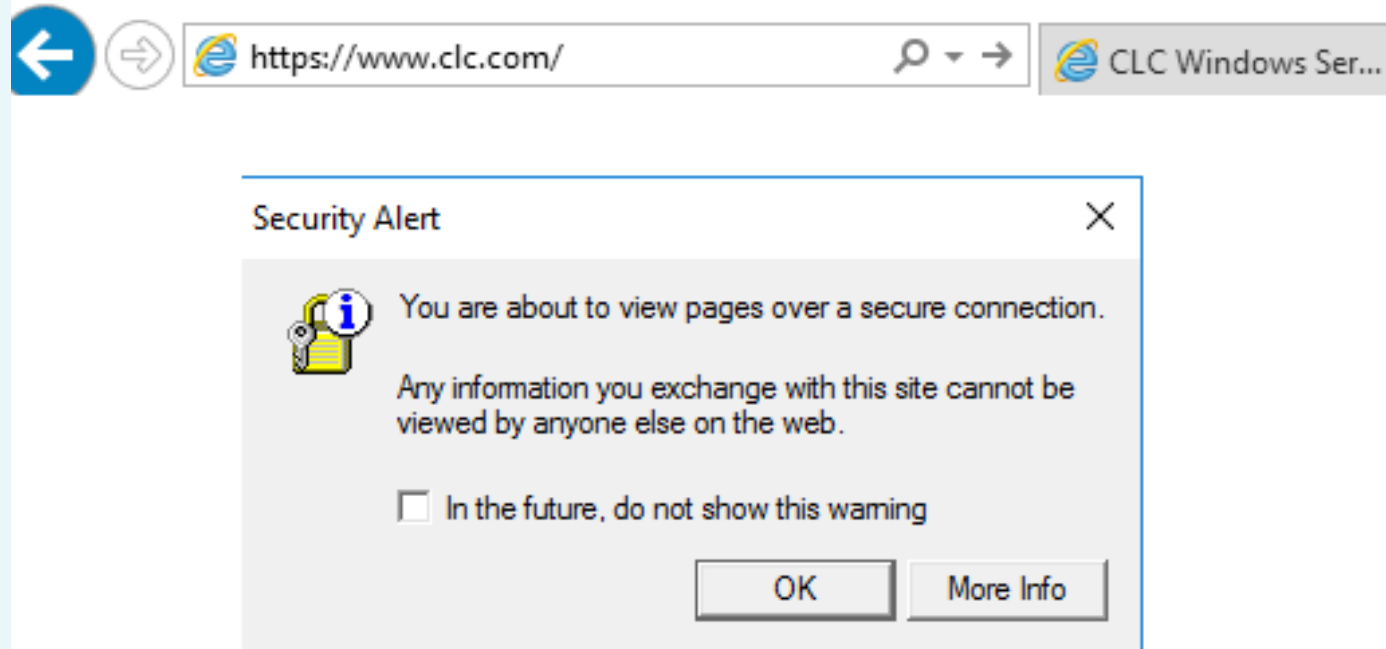 https://www.clc.com/
CLC Windows Ser...
Security Alert
You are about to view pages over a secure connection.
Any information you exchange with this site cannot be
viewed by anyone else on the web.
In the future, do not show this warning
OK
More Info